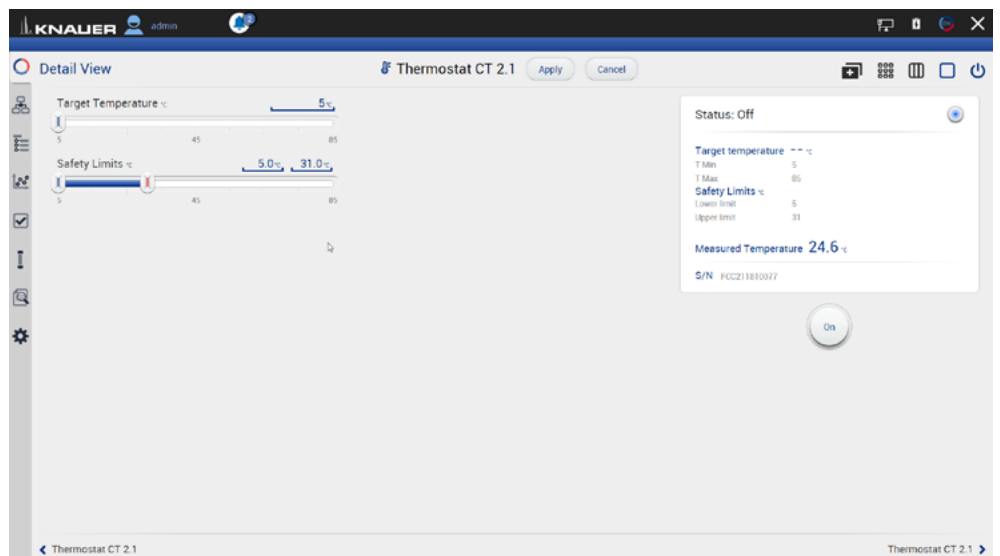 KNAUER admin 2
Detail View Thermostat CT 2.1 Apply Cancel
Target Temperature °C 5 °C
5 45 85
Safety Limits °C 5.0 °C 31.0 °C
5 45 85
Status: Off
Target temperature -- °C
T Min 5
T Max 85
Safety Limits °C
Lower limit 5
Upper limit 31
Measured Temperature 24.6 °C
S/N FCC211810077
On
Thermostat CT 2.1 Thermostat CT 2.1